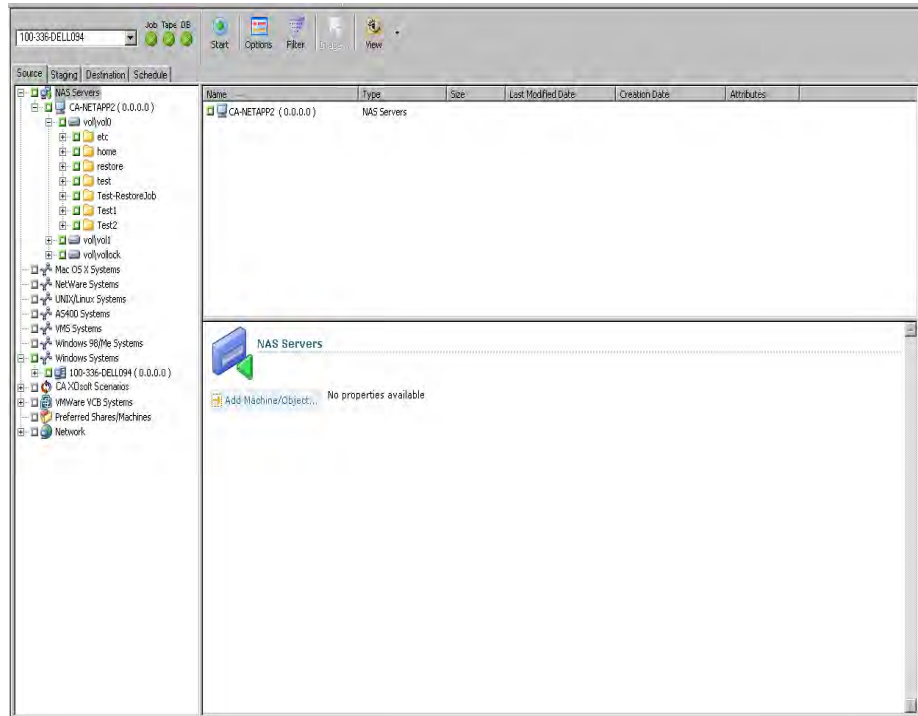 Job Tape DB
100-336-DELL094
Start Options Filter View
Source Staging Destination Schedule
NAS Servers
CA-NETAPP2 ( 0.0.0.0 )
vol\vol0
etc
home
restore
test
Test-RestoreJob
Test1
Test2
vol\vol1
vol\vollock
Mac OS X Systems
NetWare Systems
UNIX/Linux Systems
AS400 Systems
VMS Systems
Windows 98/Me Systems
Windows Systems
100-336-DELL094 ( 0.0.0.0 )
CA XOsoft Scenarios
VMWare VCB Systems
Preferred Shares/Machines
Network
Name Type Size Last Modified Date Creation Date Attributes
CA-NETAPP2 ( 0.0.0.0 ) NAS Servers
NAS Servers
Add Machine/Object... No properties available